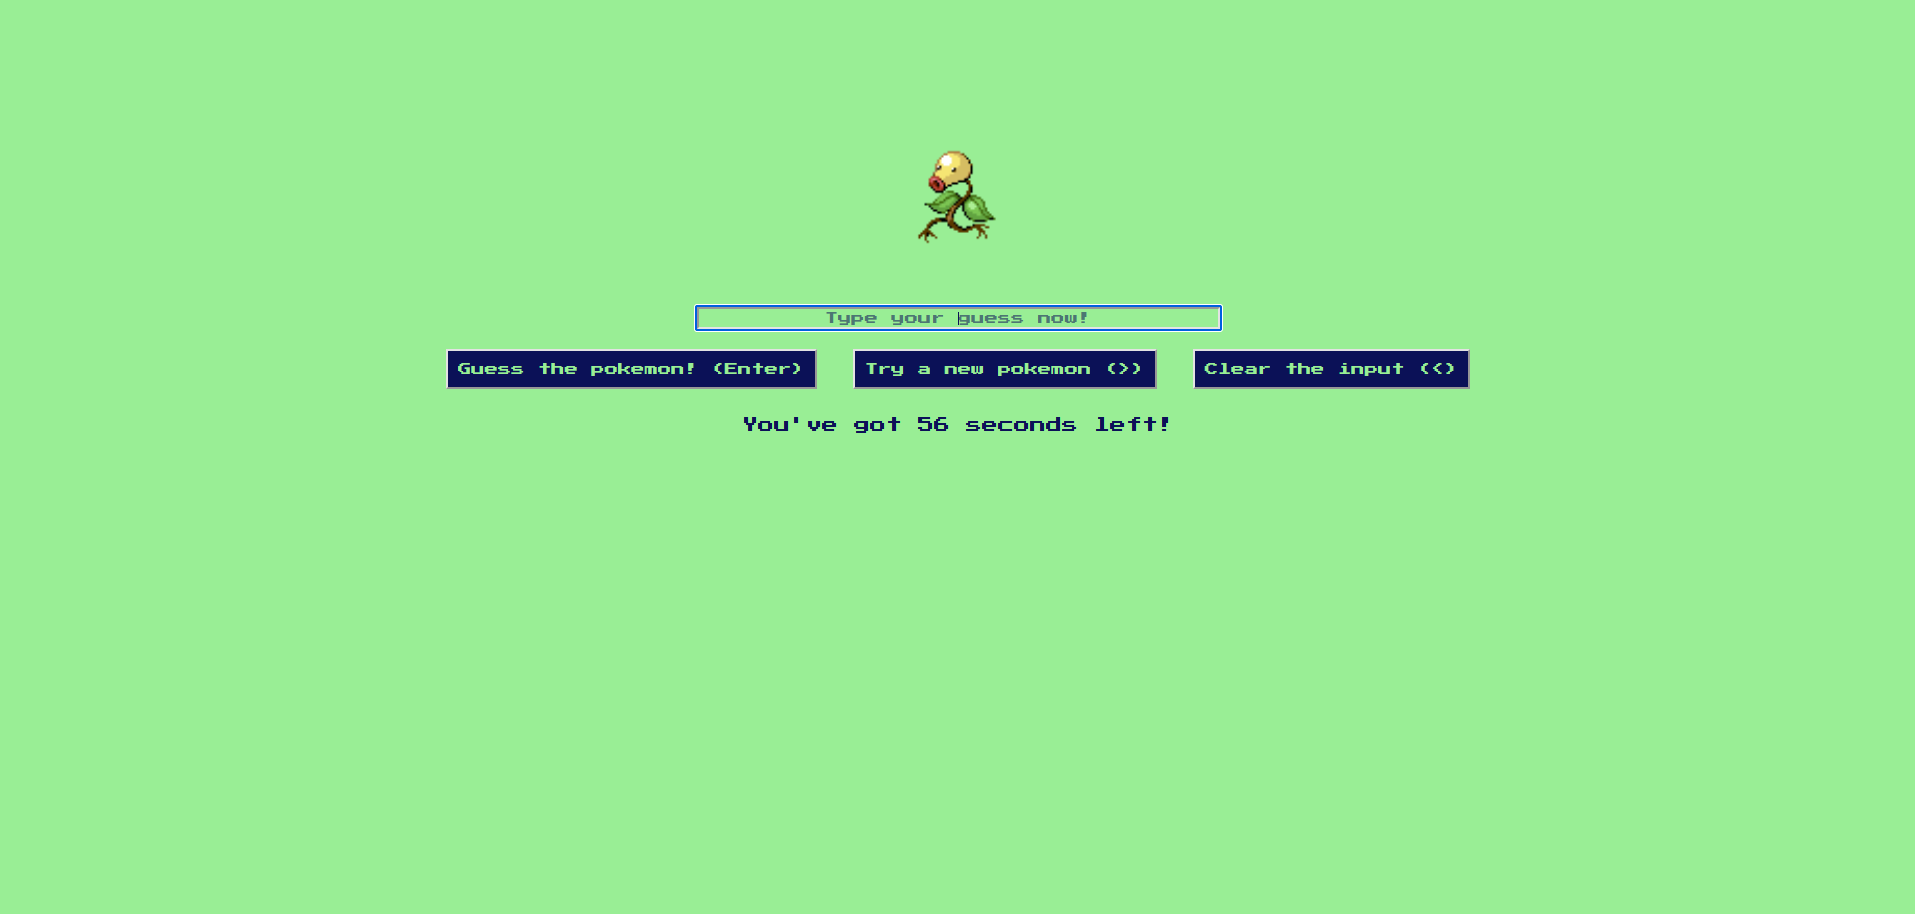 Type your guess now!
Guess the pokemon! (Enter) Try a new pokemon (>) Clear the input (<)
You've got 56 seconds left!